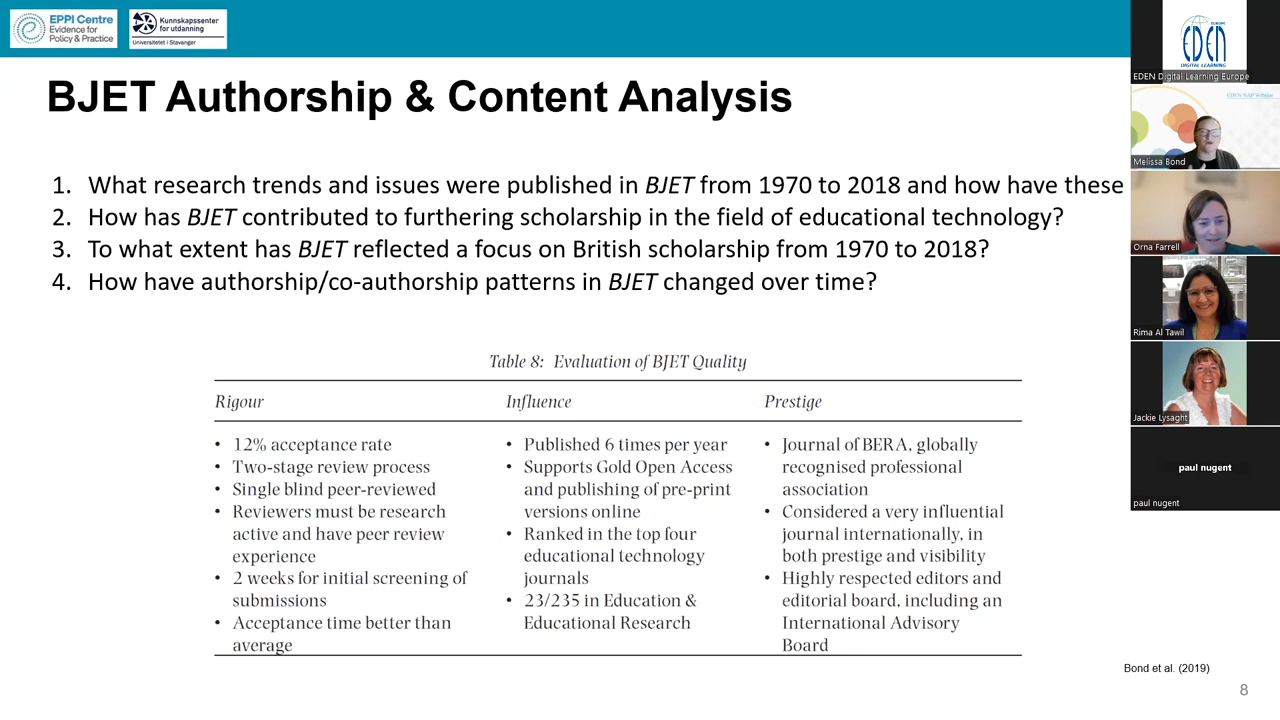 EPPI Centre
Evidence for
Policy & Practice
Kunnskapssenter
for utdanning
Universitetet i Stavanger
BJET Authorship & Content Analysis
1. What research trends and issues were published in BJET from 1970 to 2018 and how have these
2. How has BJET contributed to furthering scholarship in the field of educational technology?
3. To what extent has BJET reflected a focus on British scholarship from 1970 to 2018?
4. How have authorship/co-authorship patterns in BJET changed over time?
Table 8: Evaluation of BJET Quality
Rigour
• 12% acceptance rate
• Two-stage review process
• Single blind peer-reviewed
• Reviewers must be research
active and have peer review
experience
• 2 weeks for initial screening of
submissions
• Acceptance time better than
average
Influence
• Published 6 times per year
• Supports Gold Open Access
and publishing of pre-print
versions online
• Ranked in the top four
educational technology
journals
• 23/235 in Education &
Educational Research
Prestige
• Journal of BERA, globally
recognised professional
association
• Considered a very influential
journal internationally, in
both prestige and visibility
• Highly respected editors and
editorial board, including an
International Advisory
Board
Bond et al. (2019)
8
EUROPE
EDEN
DIGITAL LEARNING
EDEN Digital Learning Europe
EDEN NAP Webinar
Melissa Bond
Orna Farrell
Rima Al Tawil
Jackie Lysaght
paul nugent
paul nugent